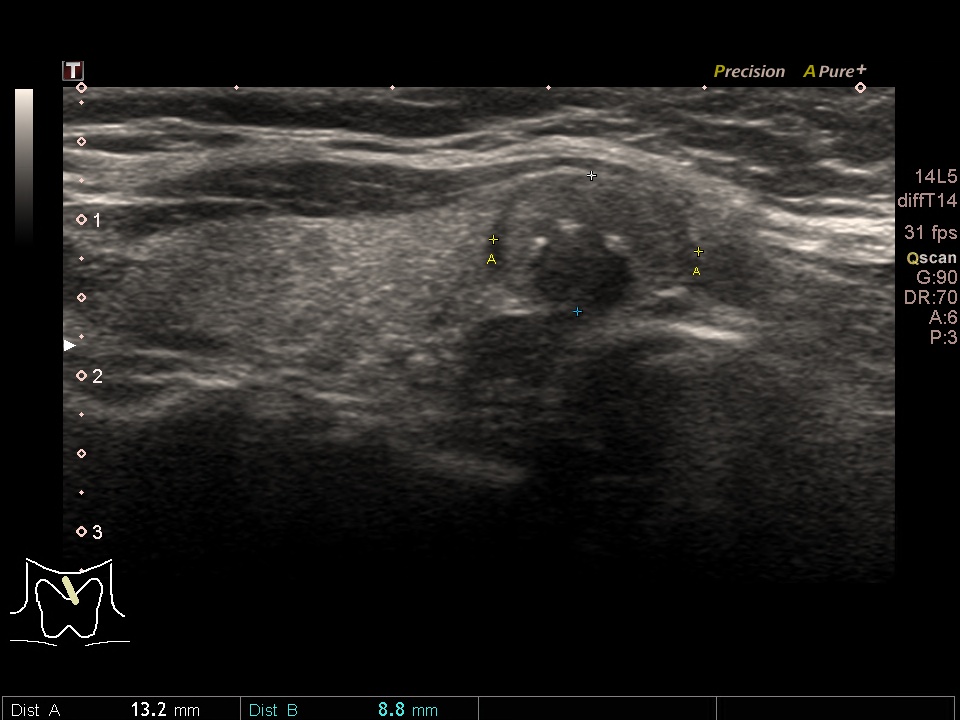 T
Precision A Pure+
14L5
diffT14
31 fps
Qscan
G:90
DR:70
A:6
P:3
1
A
A
2
3
Dist A 13.2 mm Dist B 8.8 mm